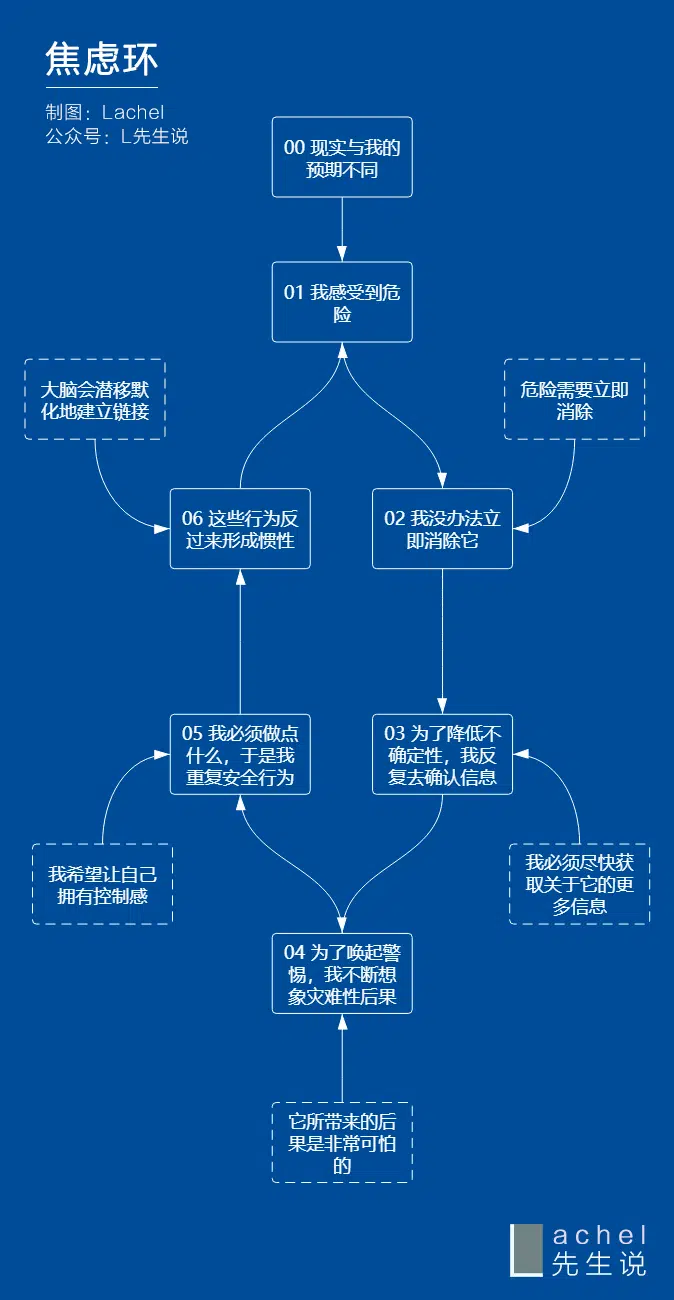 焦虑环
制图：Lachel
公众号：L先生说
00 现实与我的
预期不同
01 我感受到危
险
大脑会潜移默
化地建立链接
危险需要立即
消除
06 这些行为反
过来形成惯性
02 我没办法立
即消除它
05 我必须做点
什么，于是我
重复安全行为
03 为了降低不
确定性，我反
复去确认信息
我希望让自己
拥有控制感
我必须尽快获
取关于它的更
多信息
04 为了唤起警
惕，我不断想
象灾难性后果
它所带来的后
果是非常可怕
的
Lachel
先生说